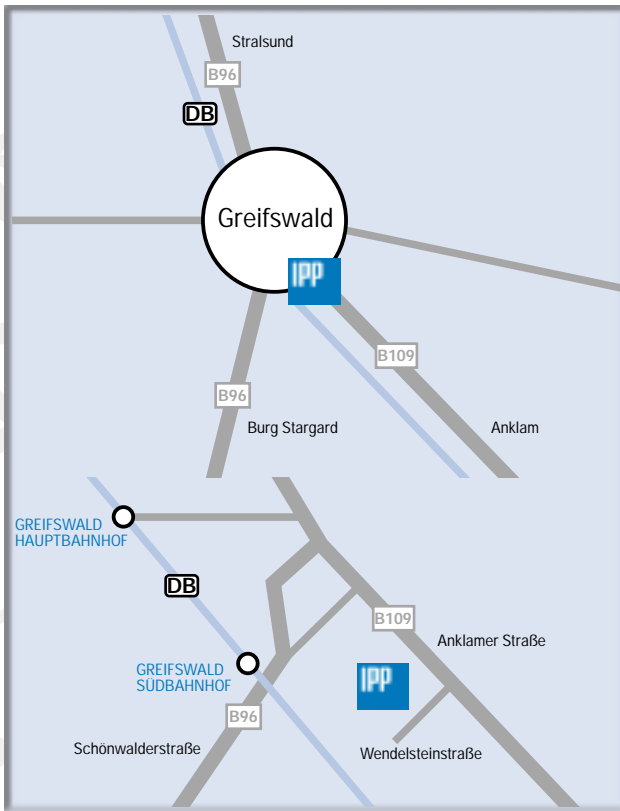 Stralsund
B96
DB
Greifswald
IPP
B109
B96
Burg Stargard
Anklam
GREIFSWALD
HAUPTBAHNHOF
DB
B109
Anklamer Straße
GREIFSWALD
SÜDBAHNHOF
IPP
B96
Schönwalderstraße
Wendelsteinstraße